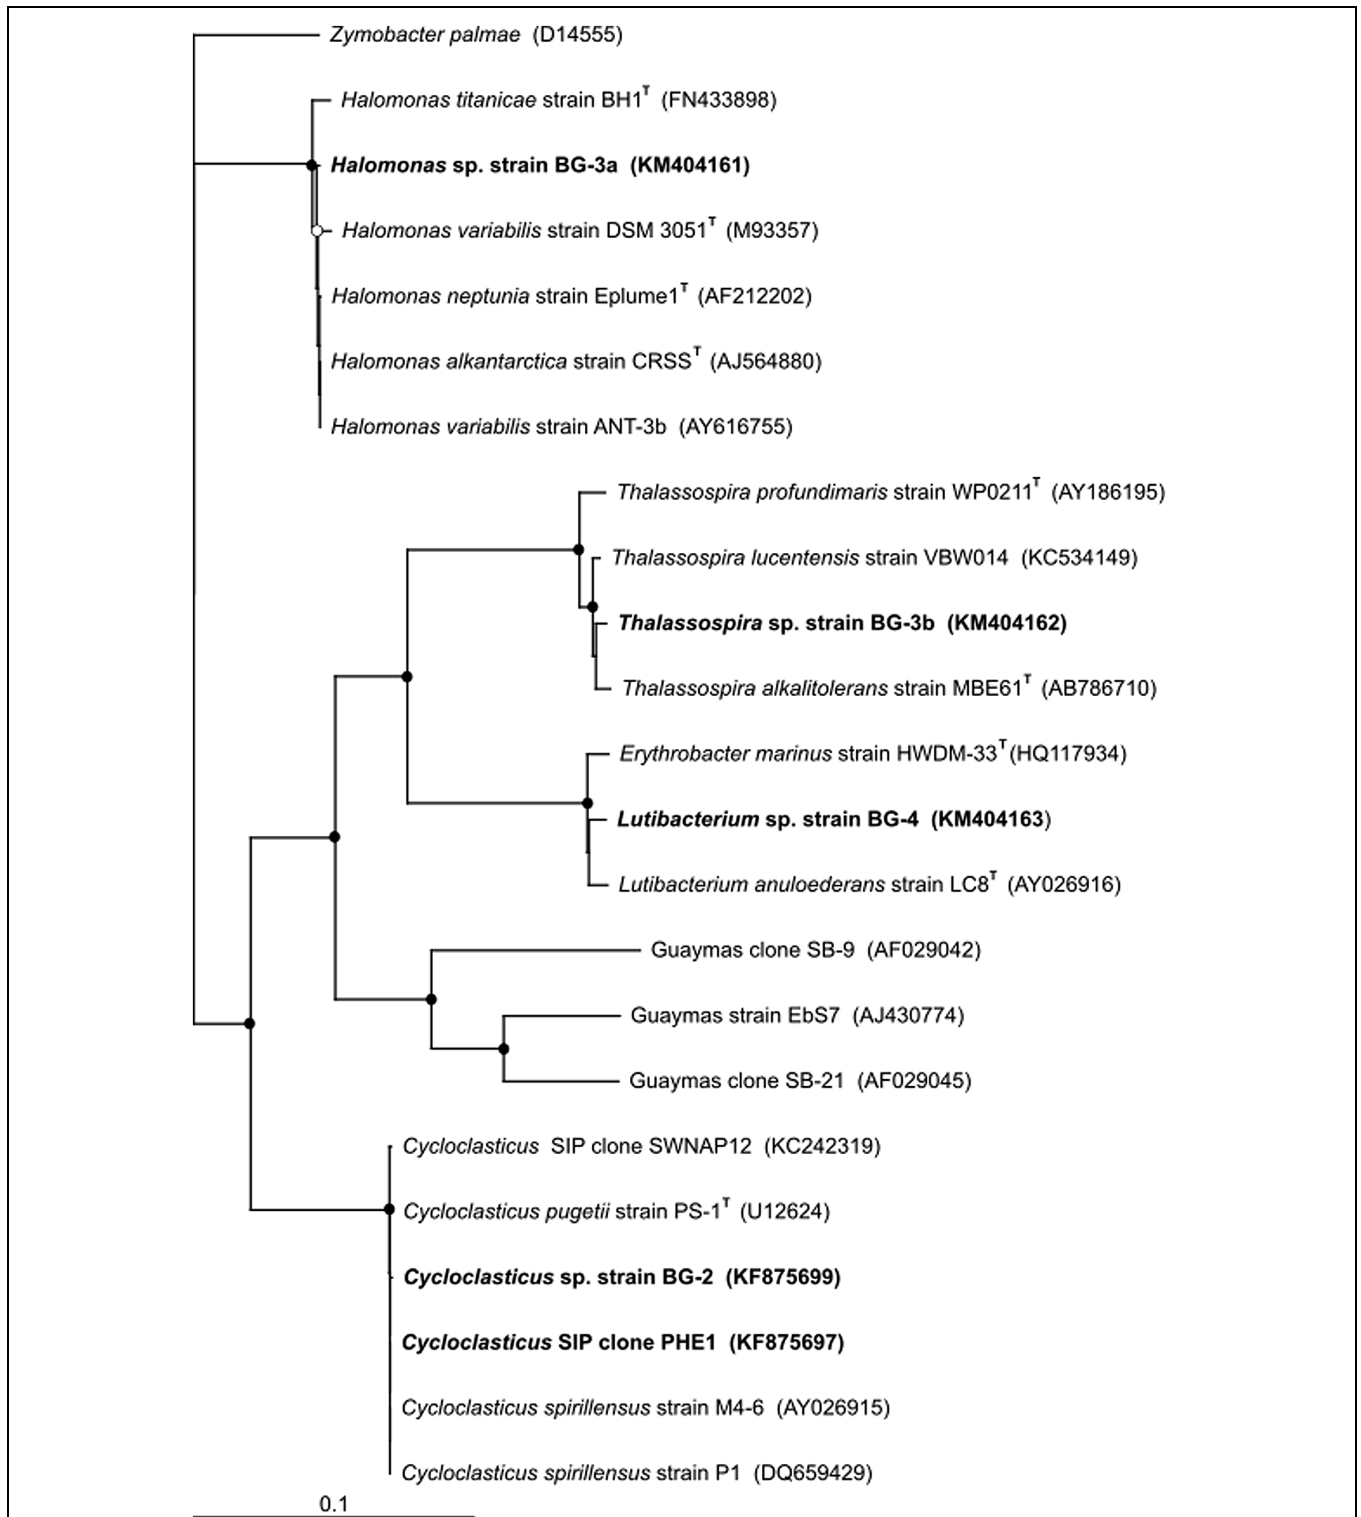 Zymobacter palmae (D14555)
Halomonas titanicae strain BH1T (FN433898)
Halomonas sp. strain BG-3a (KM404161)
Halomonas variabilis strain DSM 3051T (M93357)
Halomonas neptunia strain Eplume1T (AF212202)
Halomonas alkantarctica strain CRSST (AJ564880)
Halomonas variabilis strain ANT-3b (AY616755)
Thalassospira profundimaris strain WP0211T (AY186195)
Thalassospira lucentensis strain VBW014 (KC534149)
Thalassospira sp. strain BG-3b (KM404162)
Thalassospira alkalitolerans strain MBE61T (AB786710)
Erythrobacter marinus strain HWDM-33T (HQ117934)
Lutibacterium sp. strain BG-4 (KM404163)
Lutibacterium anuloederans strain LC8T (AY026916)
Guaymas clone SB-9 (AF029042)
Guaymas strain EbS7 (AJ430774)
Guaymas clone SB-21 (AF029045)
Cycloclasticus SIP clone SWNAP12 (KC242319)
Cycloclasticus pugetii strain PS-1T (U12624)
Cycloclasticus sp. strain BG-2 (KF875699)
Cycloclasticus SIP clone PHE1 (KF875697)
Cycloclasticus spirillensus strain M4-6 (AY026915)
Cycloclasticus spirillensus strain P1 (DQ659429)
0.1